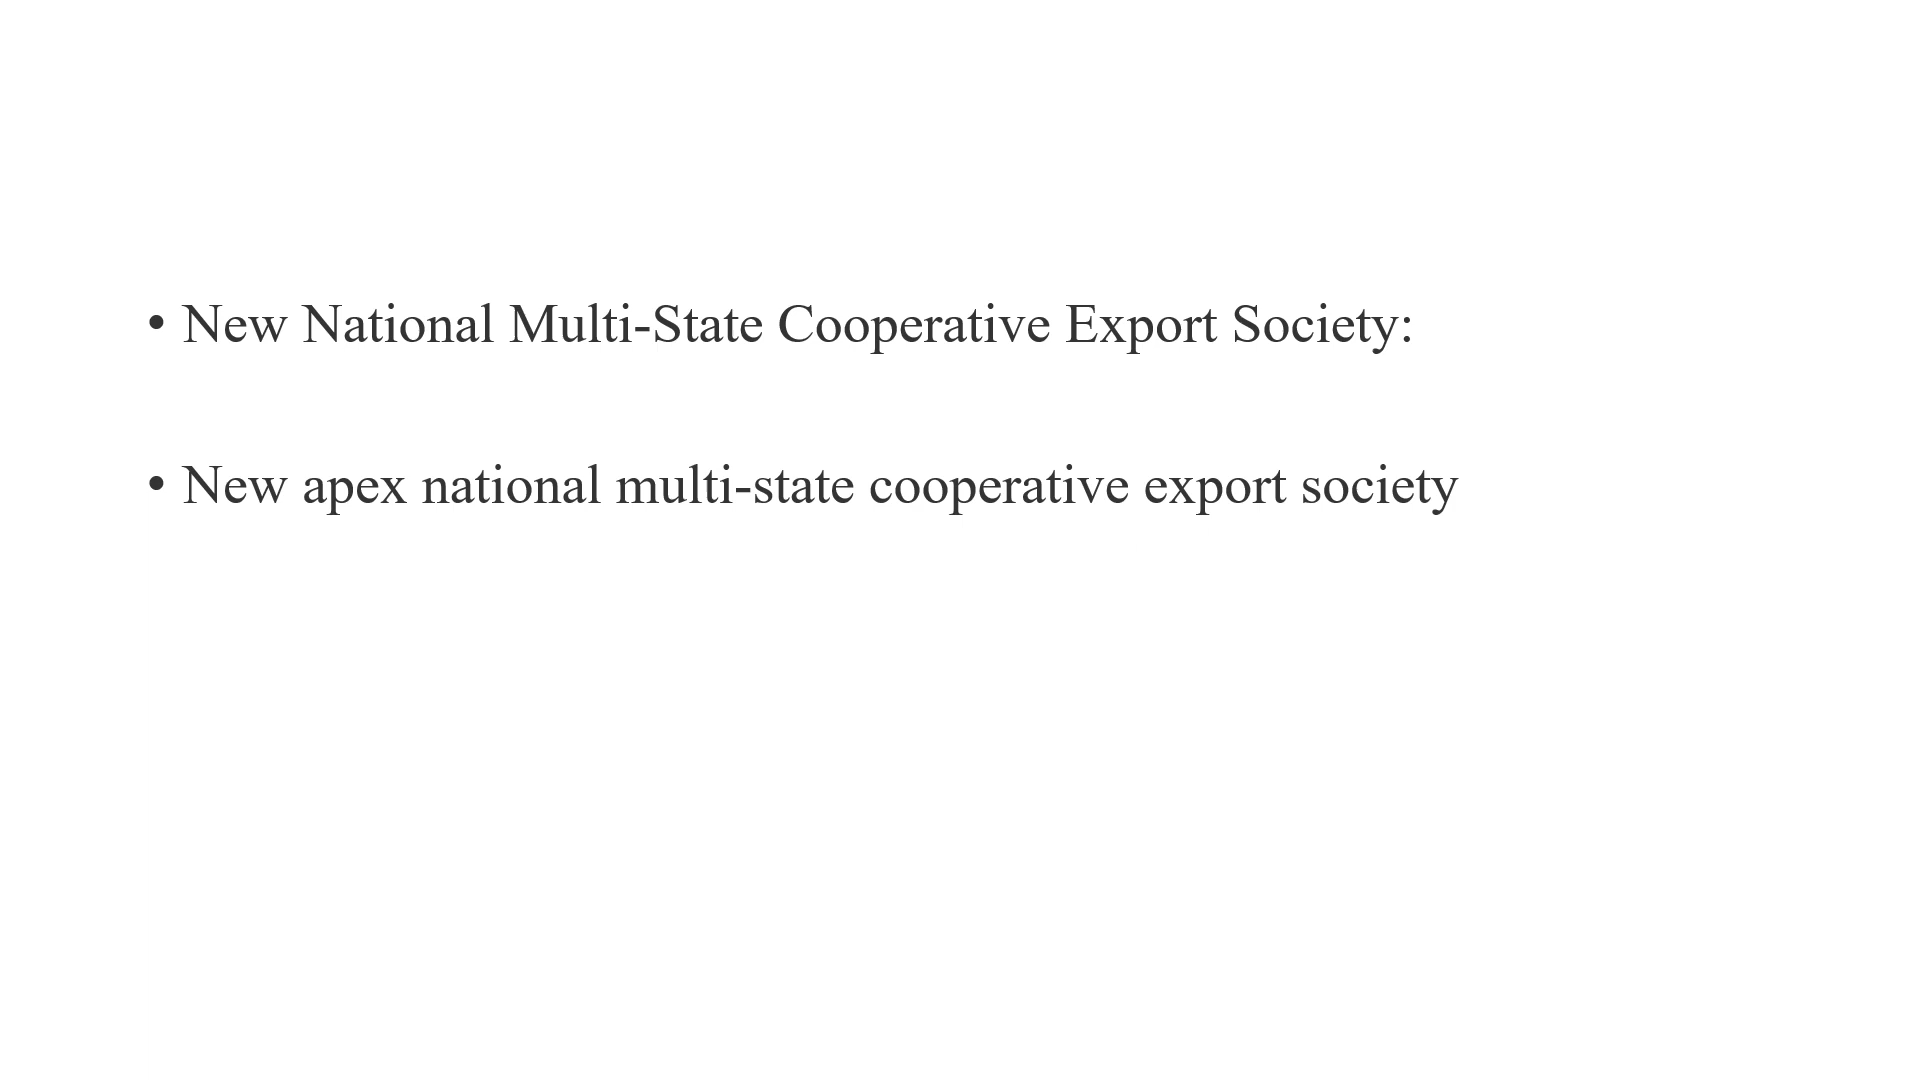 • New National Multi-State Cooperative Export Society:
• New apex national multi-state cooperative export society